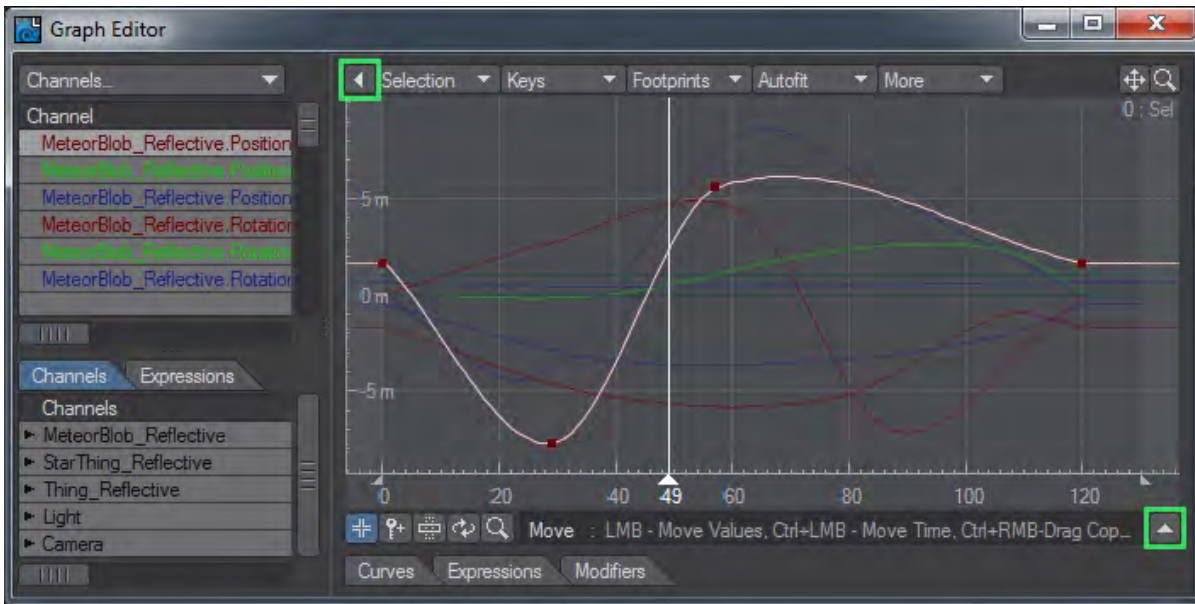 Graph Editor
Channels...
Selection
Keys
Footprints
Autofit
More
0 : Sel
Channel
MeteorBlob_Reflective.Position
MeteorBlob_Reflective.Position
MeteorBlob_Reflective.Position
MeteorBlob_Reflective.Rotation
MeteorBlob_Reflective.Rotation
MeteorBlob_Reflective.Rotation
5 m
0 m
-5 m
0 20 40 49 60 80 100 120
Channels Expressions
Channels
MeteorBlob_Reflective
StarThing_Reflective
Thing_Reflective
Light
Camera
Move : LMB - Move Values, Ctrl+LMB - Move Time, Ctrl+RMB-Drag Cop...
Curves Expressions Modifiers